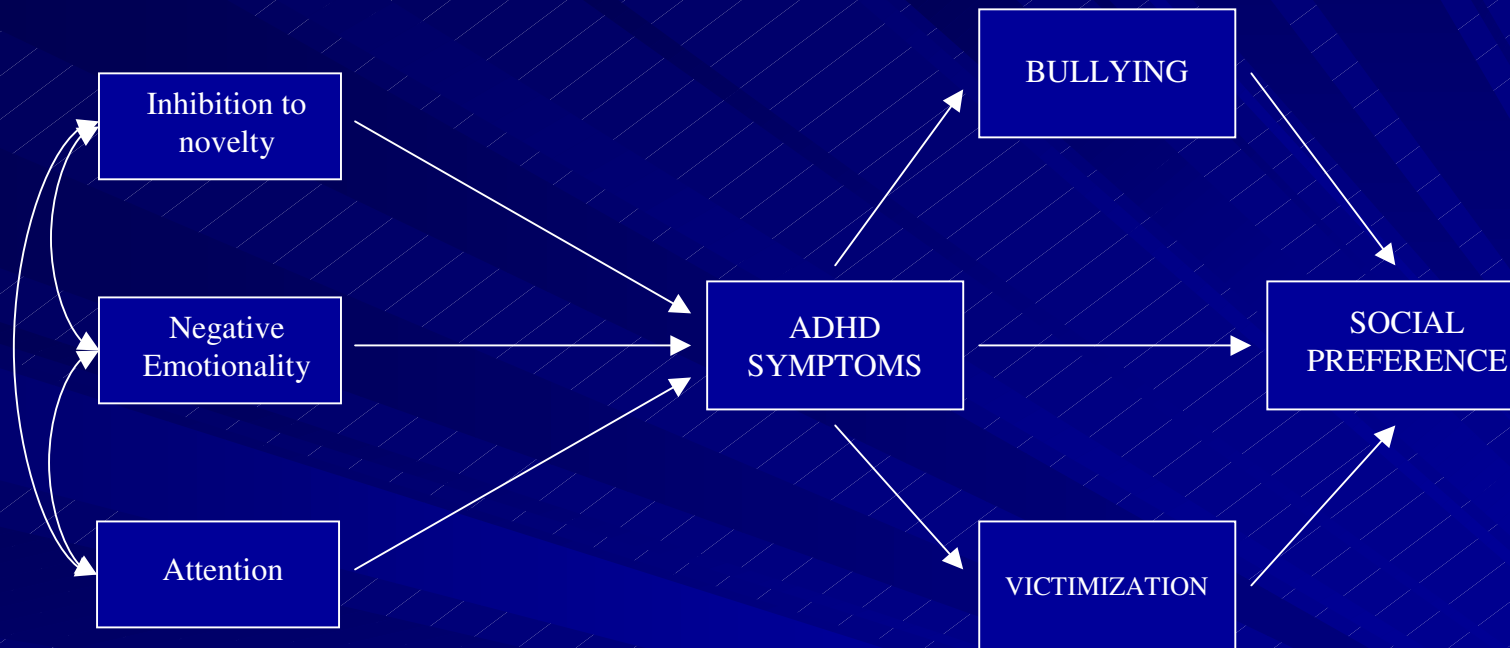 BULLYING
Inhibition to
novelty
Negative
Emotionality
ADHD
SYMPTOMS
SOCIAL
PREFERENCE
Attention
VICTIMIZATION